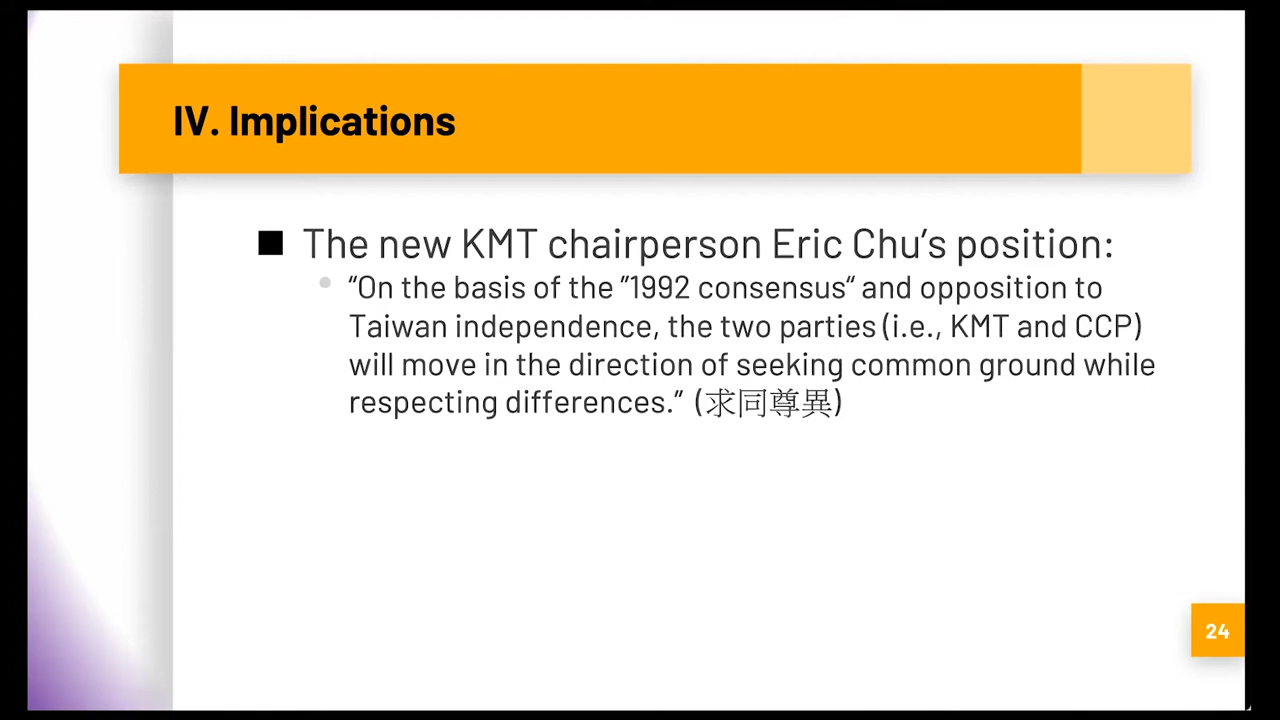 IV. Implications
The new KMT chairperson Eric Chu’s position:
“On the basis of the ”1992 consensus“ and opposition to
Taiwan independence, the two parties (i.e., KMT and CCP)
will move in the direction of seeking common ground while
respecting differences.” (求同尊異)
24